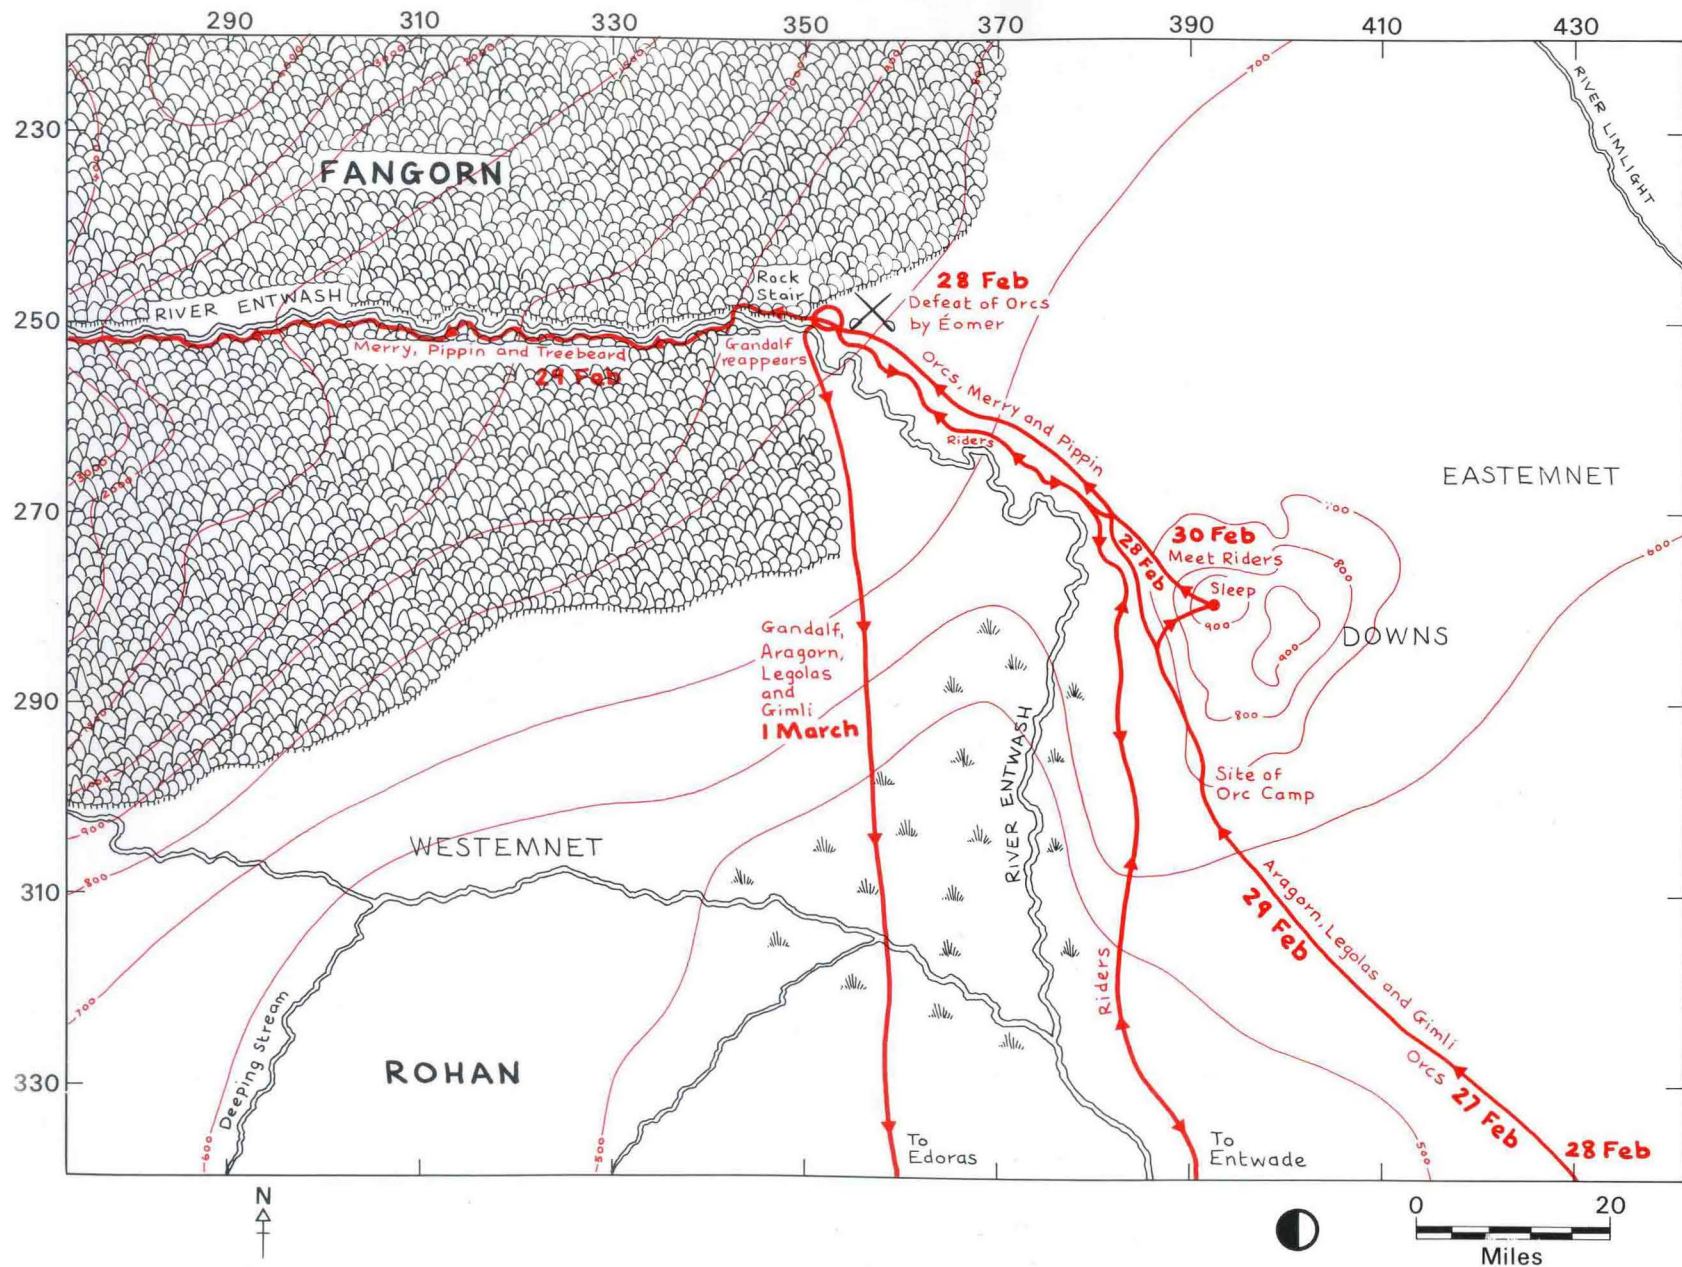 290 310 330 350 370 390 410 430
230
250
270
290
310
330
FANGORN
RIVER LIMLIGHT
700
RIVER ENTWASH
Rock
Stair
28 Feb
Defeat of Orcs
by Éomer
Merry, Pippin and Treebeard
29 Feb
Gandalf
reappears
Orcs, Merry and Pippin
Riders
EASTEMNET
3000
2000
28 Feb
30 Feb
Meet Riders
Sleep
900
700
800
900
800
600
DOWNS
Gandalf,
Aragorn,
Legolas
and
Gimli
1 March
RIVER ENTWASH
Site of
Orc Camp
WESTEMNET
900
800
700
600
500
Aragorn, Legolas and Gimli
29 Feb
Riders
Orcs
27 Feb
28 Feb
500
Deeping Stream
ROHAN
To
Edoras
To
Entwade
N
0 20
Miles